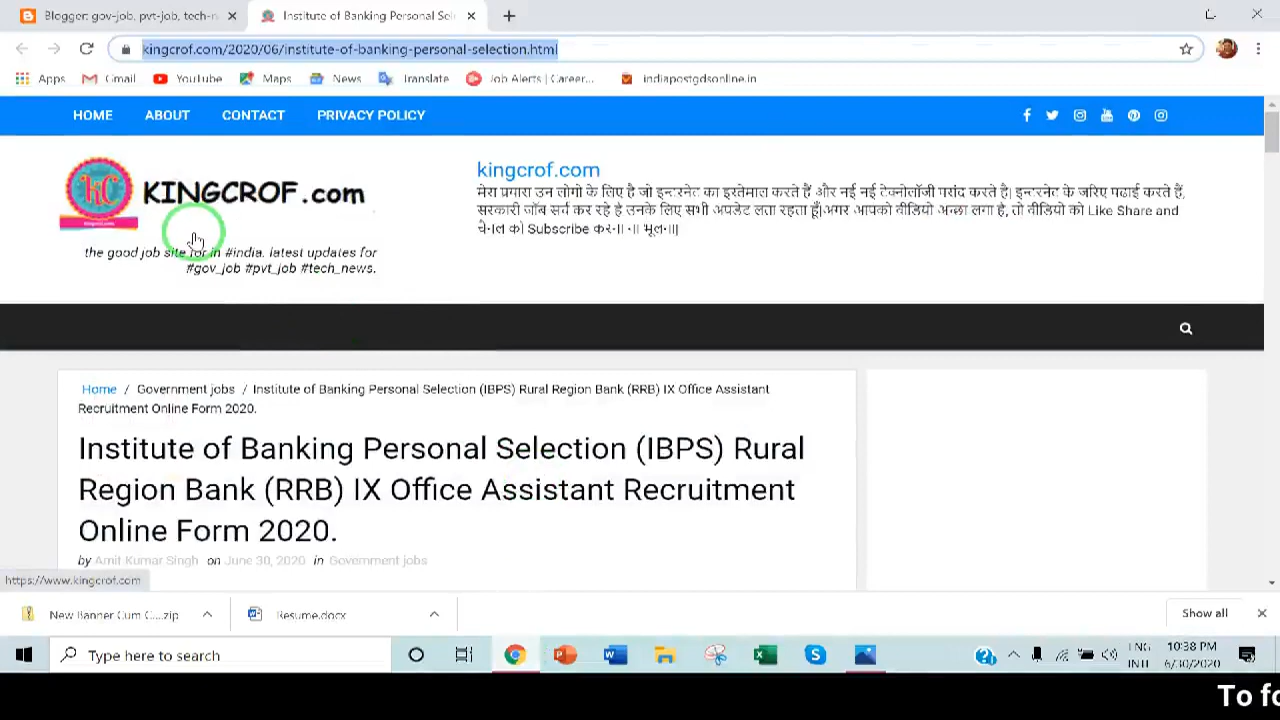 Blogger: gov-job, pvt-job, tech-n
Institute of Banking Personal Sel
kingcrof.com/2020/06/institute-of-banking-personal-selection.html
Apps Gmail YouTube Maps News Translate Job Alerts | Career... indiapostgdsonline.in
HOME ABOUT CONTACT PRIVACY POLICY
KC
KINGCROF.com
the good job site for in #india. latest updates for
#gov_job #pvt_job #tech_news.
kingcrof.com
मेरा प्रयास उन लोगो के लिए है जो इन्टरनेट का इस्तेमाल करते हैं और नई नई टेक्नोलॉजी पसंद करते है| इन्टरनेट के जरिए पढाई करते हैं,
सरकारी जॉब सर्च कर रहे है उनके लिए सभी अपडेट लता रहता हूँ|अगर आपको वीडियो अच्छा लगा है, तो वीडियो को Like Share and
Subscribe
Home / Government jobs / Institute of Banking Personal Selection (IBPS) Rural Region Bank (RRB) IX Office Assistant
Recruitment Online Form 2020.
Institute of Banking Personal Selection (IBPS) Rural
Region Bank (RRB) IX Office Assistant Recruitment
Online Form 2020.
by Amit Kumar Singh on June 30, 2020 in Government jobs
https://www.kingcrof.com
New Banner Cum C....zip
Resume.docx
Show all
Type here to search
ENG
INTL
10:38 PM
6/30/2020
To fo